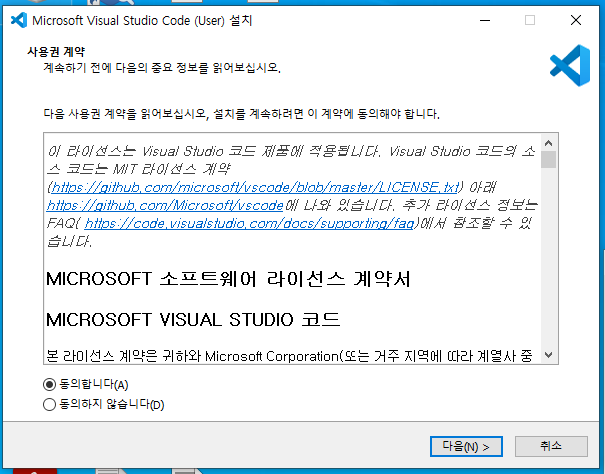 Microsoft Visual Studio Code (User) 설치
사용권 계약
계속하기 전에 다음의 중요 정보를 읽어보십시오.
다음 사용권 계약을 읽어보십시오, 설치를 계속하려면 이 계약에 동의해야 합니다.
이 라이선스는 Visual Studio 코드 제품에 적용됩니다. Visual Studio 코드의 소
스 코드는 MIT 라이선스 계약
(https://github.com/microsoft/vscode/blob/master/LICENSE.txt) 아래
https://github.com/Microsoft/vscode에 나와 있습니다. 추가 라이선스 정보는
FAQ( https://code.visualstudio.com/docs/supporting/faq)에서 참조할 수 있
습니다.
MICROSOFT 소프트웨어 라이선스 계약서
MICROSOFT VISUAL STUDIO 코드
본 라이선스 계약은 귀하와 Microsoft Corporation(또는 거주 지역에 따라 계열사 중
동의합니다(A)
동의하지 않습니다(D)
다음(N) >
취소